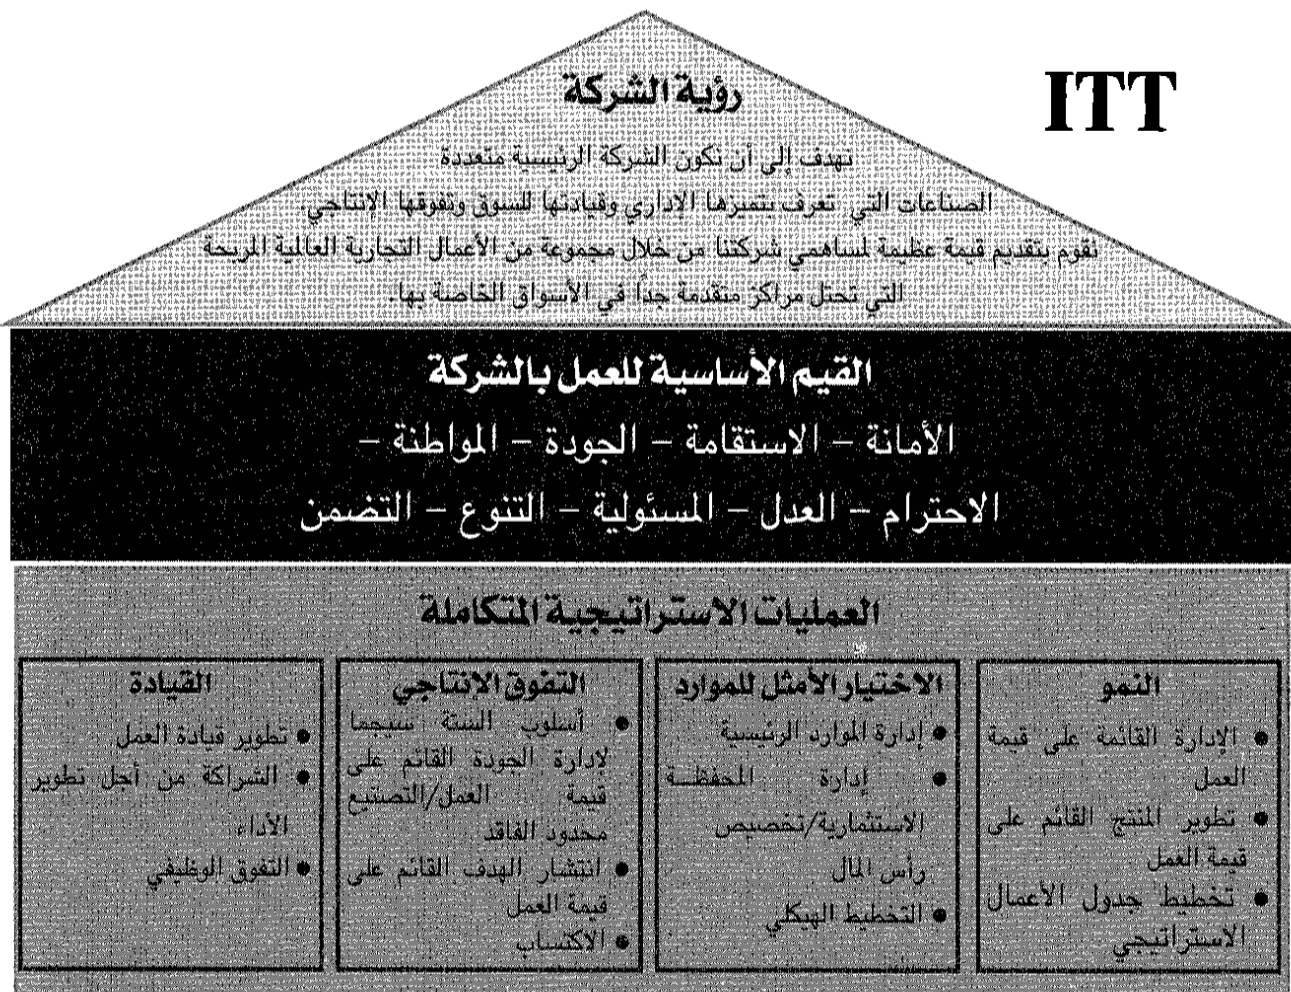 ITT
رؤية الشركة
نهدف إلى أن نكون الشركة الرئيسية متعددة
الصناعات التي تعرف بتميزها الإداري وقيادتها للسوق وتفوقها الإنتاجي.
نقوم بتقديم قيمة عظيمة لمساهمي شركتنا من خلال مجموعة من الأعمال التجارية العالمية المربحة
التي تحتل مراكز متقدمة جداً في الأسواق الخاصة بها.
القيم الأساسية للعمل بالشركة
الأمانة – الاستقامة – الجودة – المواطنة –
الاحترام – العدل – المسئولية – التنوع – التضمن
العمليات الاستراتيجية المتكاملة
النمو
• الإدارة القائمة على قيمة
العمل
• تطوير المنتج القائم على
قيمة العمل
• تخطيط جدول الأعمال
الاستراتيجي
الاختيار الأمثل للموارد
• إدارة الموارد الرئيسية
• إدارة المحفظة
الاستثمارية/تخصيص
رأس المال
• التخطيط الهيكلي
التفوق الانتاجي
• أسلوب الستة سيجما
لادارة الجودة القائم على
قيمة العمل/التصنيع
محدود الفاقد
• انتشار الهدف القائم على
قيمة العمل
• الاكتساب
القيادة
• تطوير قيادة العمل
• الشراكة من أجل تطوير
الأداء
• التفوق الوظيفي